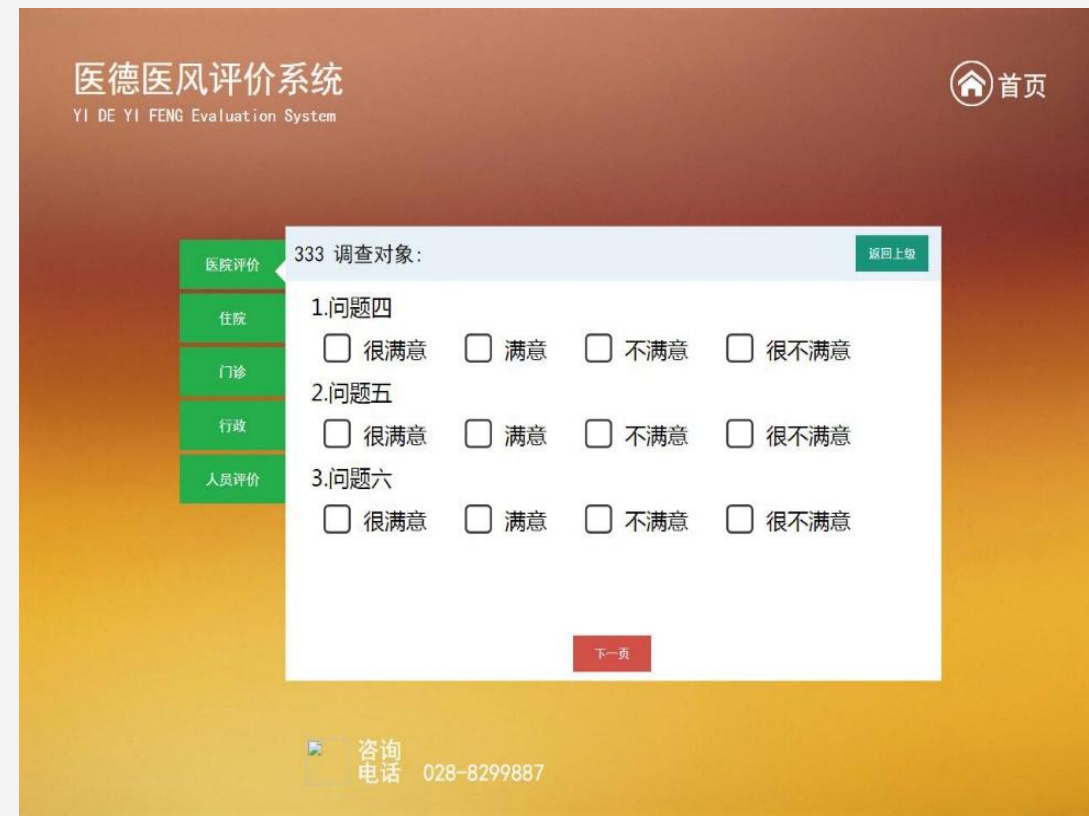 医德医风评价系统
YI DE YI FENG Evaluation System
首页
医院评价
住院
门诊
行政
人员评价
333 调查对象:
返回上级
1.问题四
很满意 满意 不满意 很不满意
2.问题五
很满意 满意 不满意 很不满意
3.问题六
很满意 满意 不满意 很不满意
下一页
咨询
电话 028-8299887